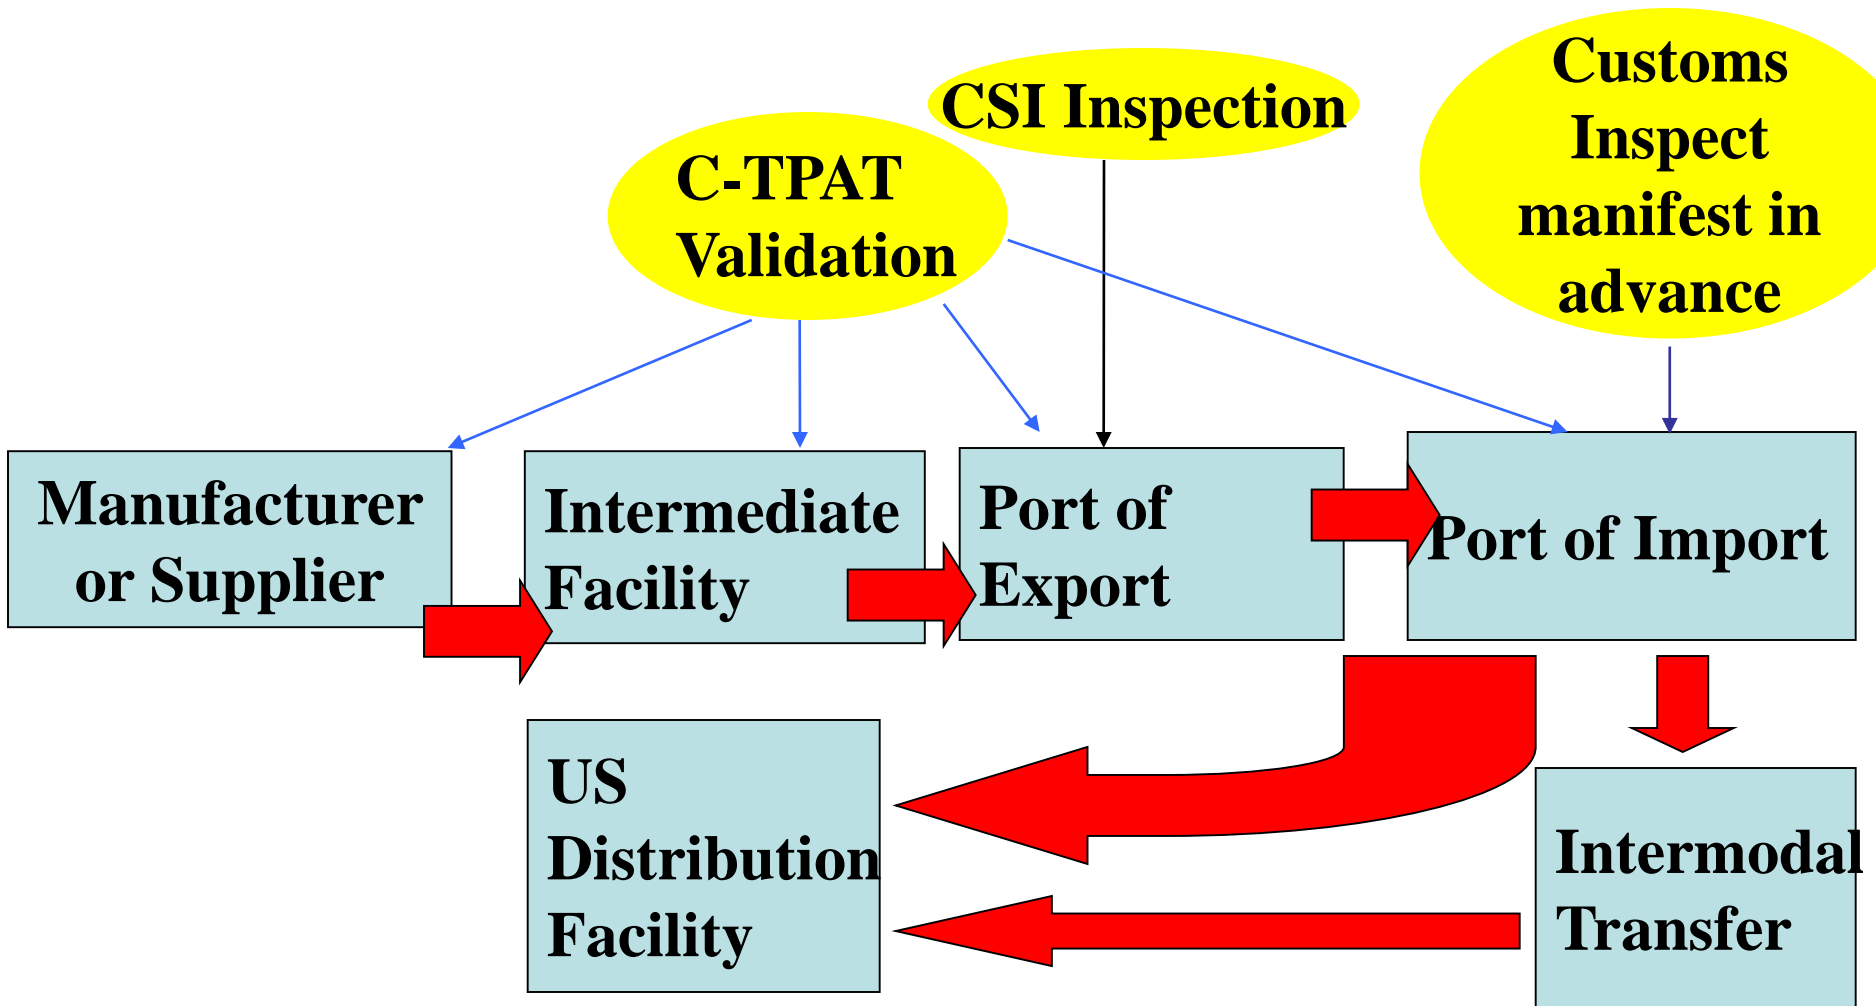 Customs
Inspect
manifest in
advance
CSI Inspection
C-TPAT
Validation
Manufacturer
or Supplier
Intermediate
Facility
Port of
Export
Port of Import
US
Distribution
Facility
Intermodal
Transfer